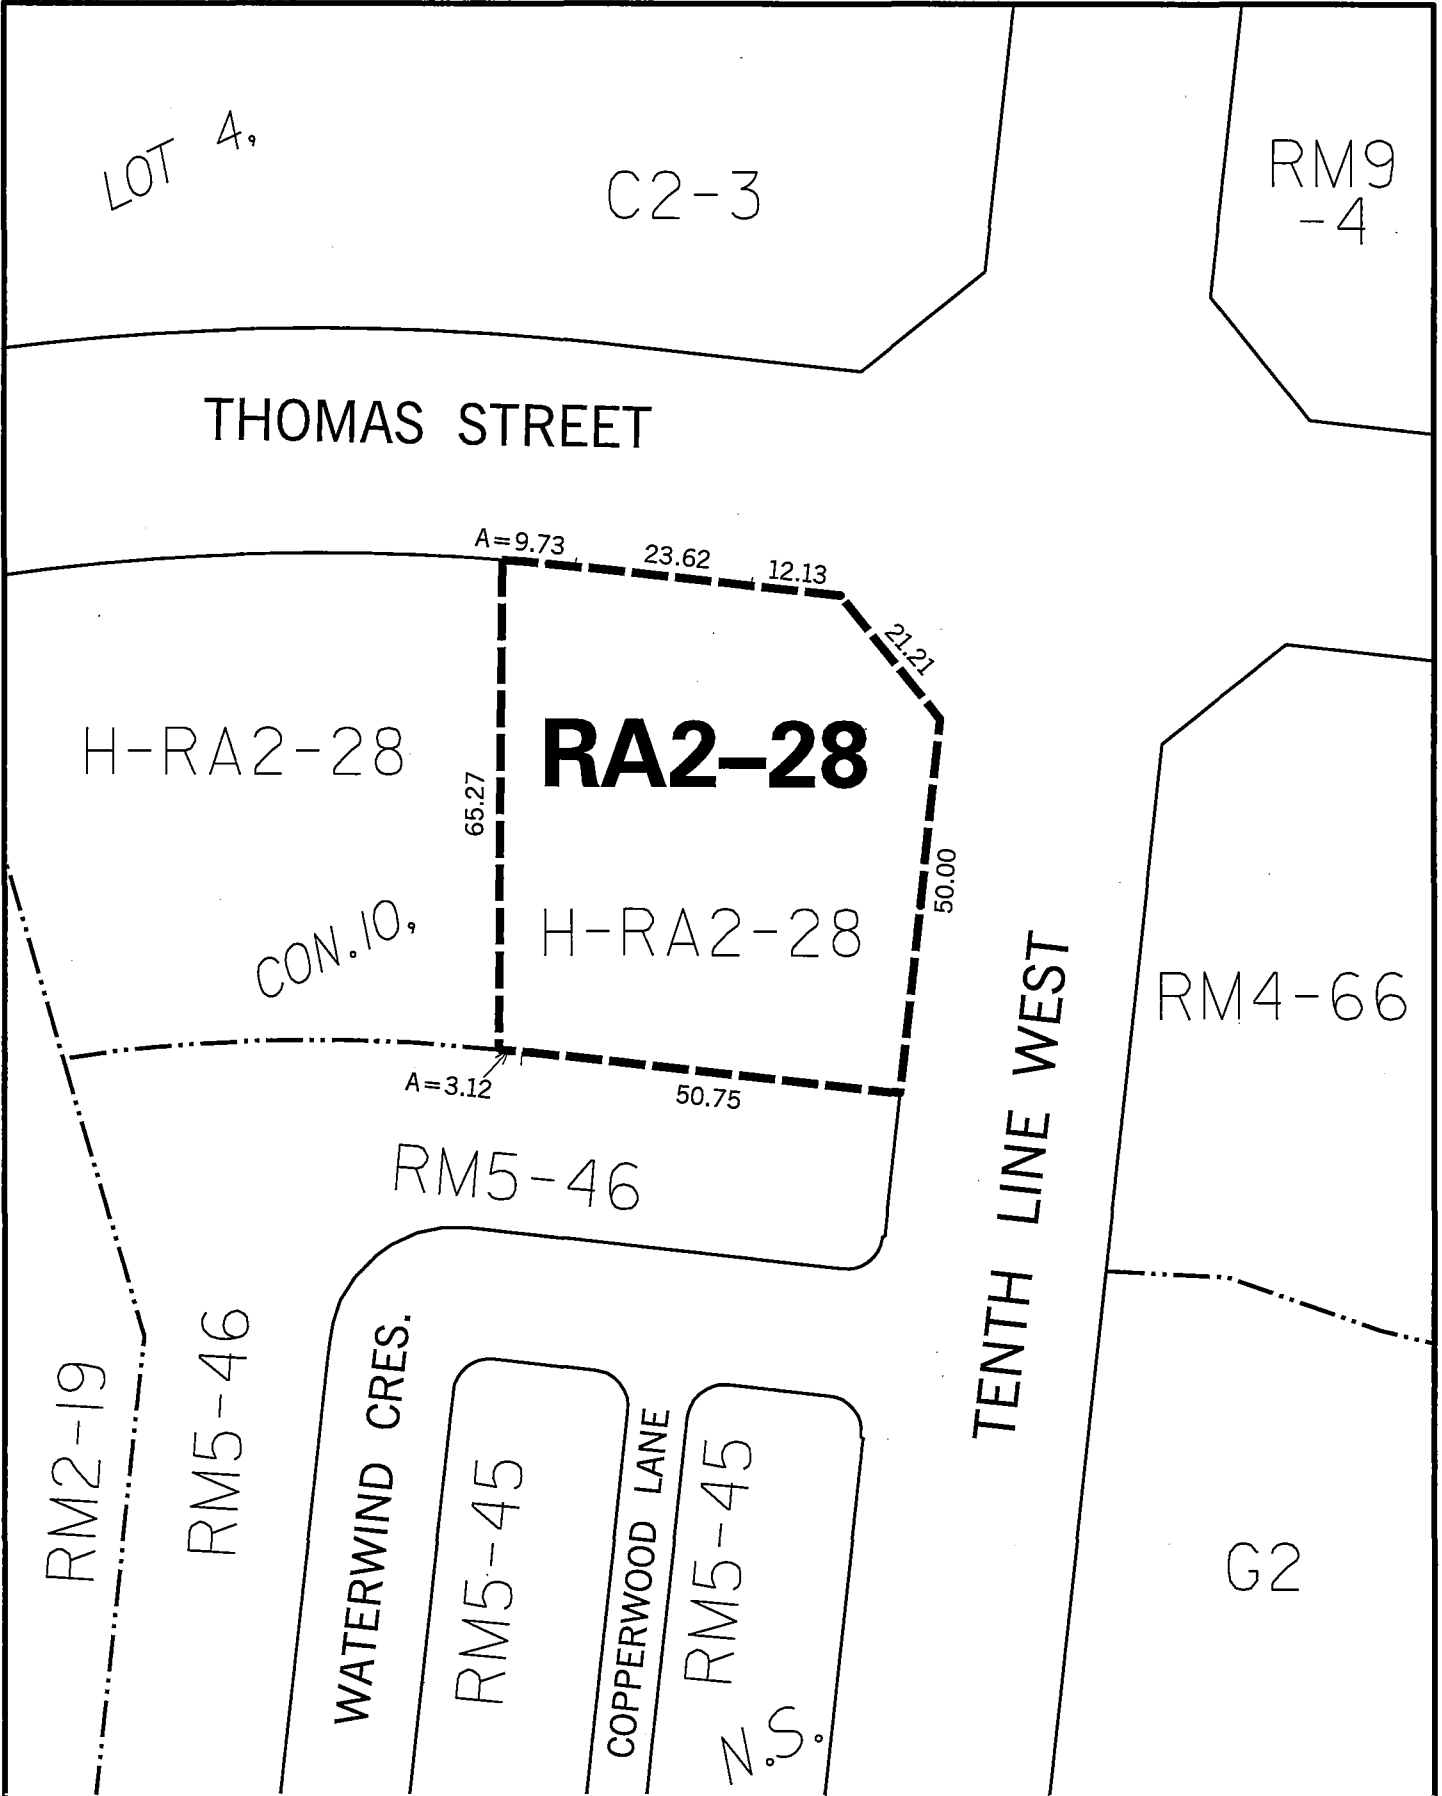 LOT 4,
C2-3
RM9
-4
THOMAS STREET
A=9.73
23.62
12.13
21.21
H-RA2-28
RA2-28
65.27
50.00
CON.10,
H-RA2-28
RM4-66
A=3.12
50.75
RM5-46
TENTH LINE WEST
RM2-19
RM5-46
WATERWIND CRES.
RM5-45
COPPERWOOD LANE
RM5-45
N.S.
G2